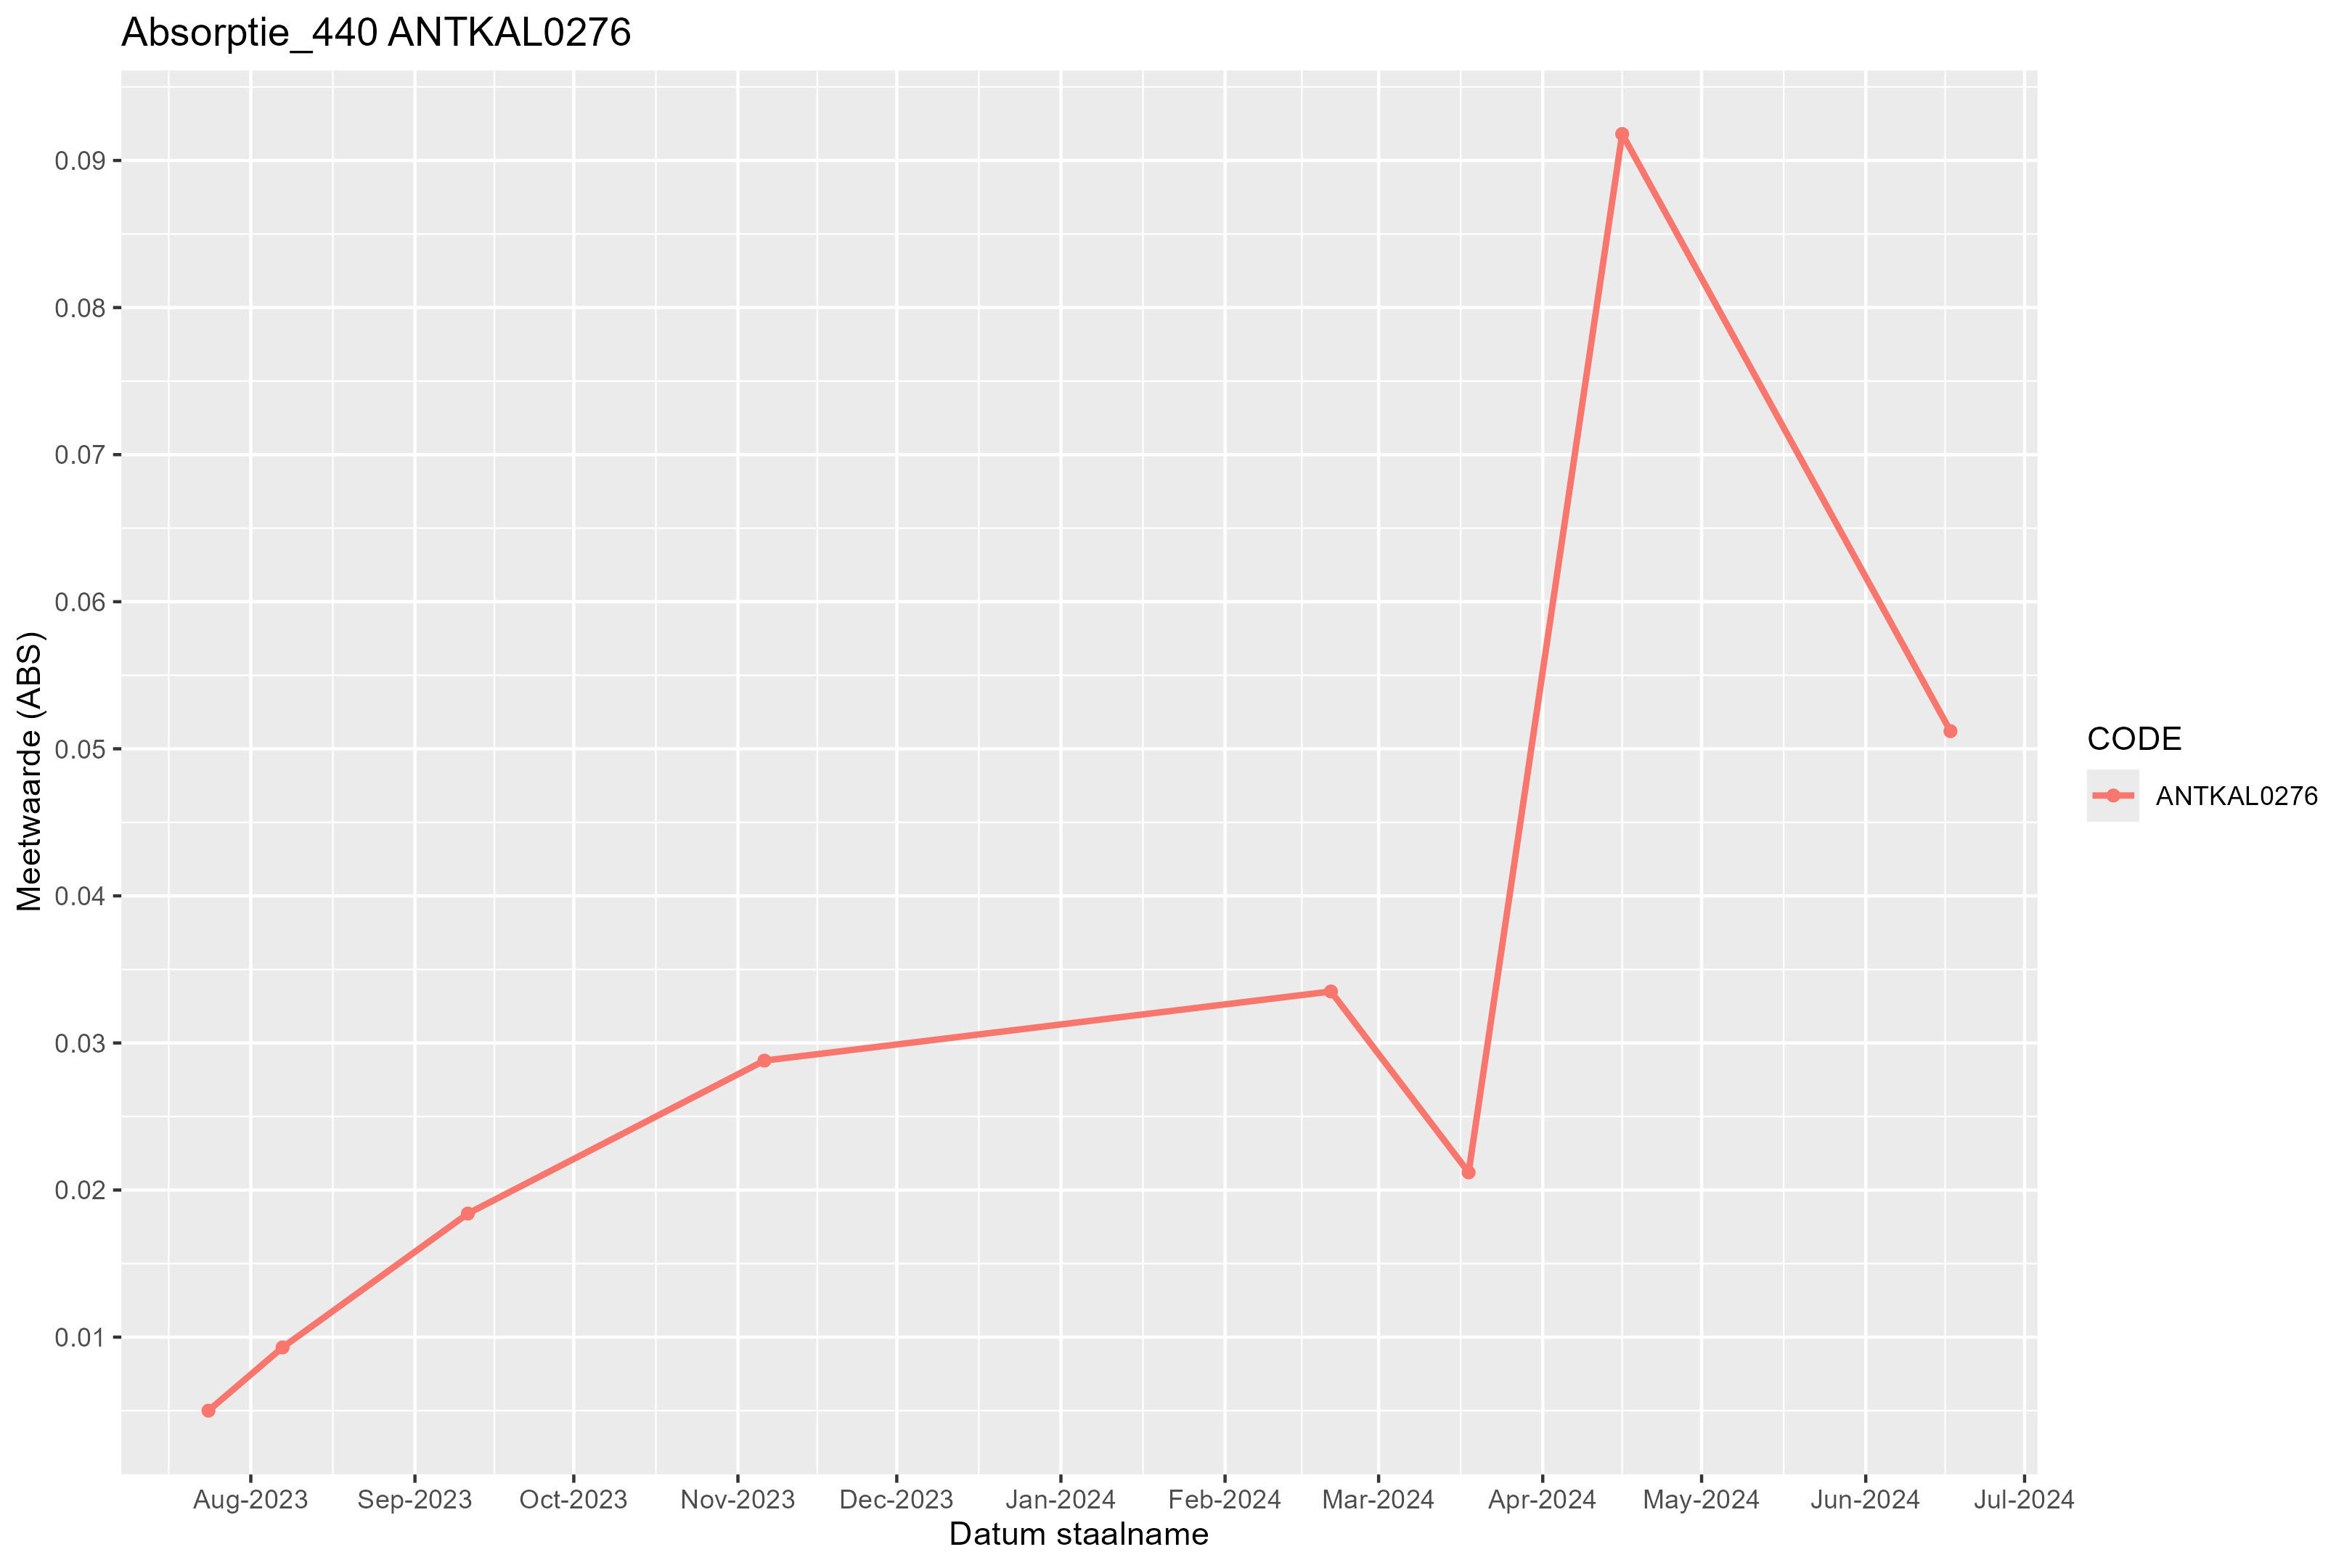 Absorptie_440 ANTKAL0276
0.09
0.08
0.07
0.06
0.05
0.04
0.03
0.02
0.01
Meetwaarde (ABS)
Aug-2023 Sep-2023 Oct-2023 Nov-2023 Dec-2023 Jan-2024 Feb-2024 Mar-2024 Apr-2024 May-2024 Jun-2024 Jul-2024
Datum staalname
CODE
ANTKAL0276